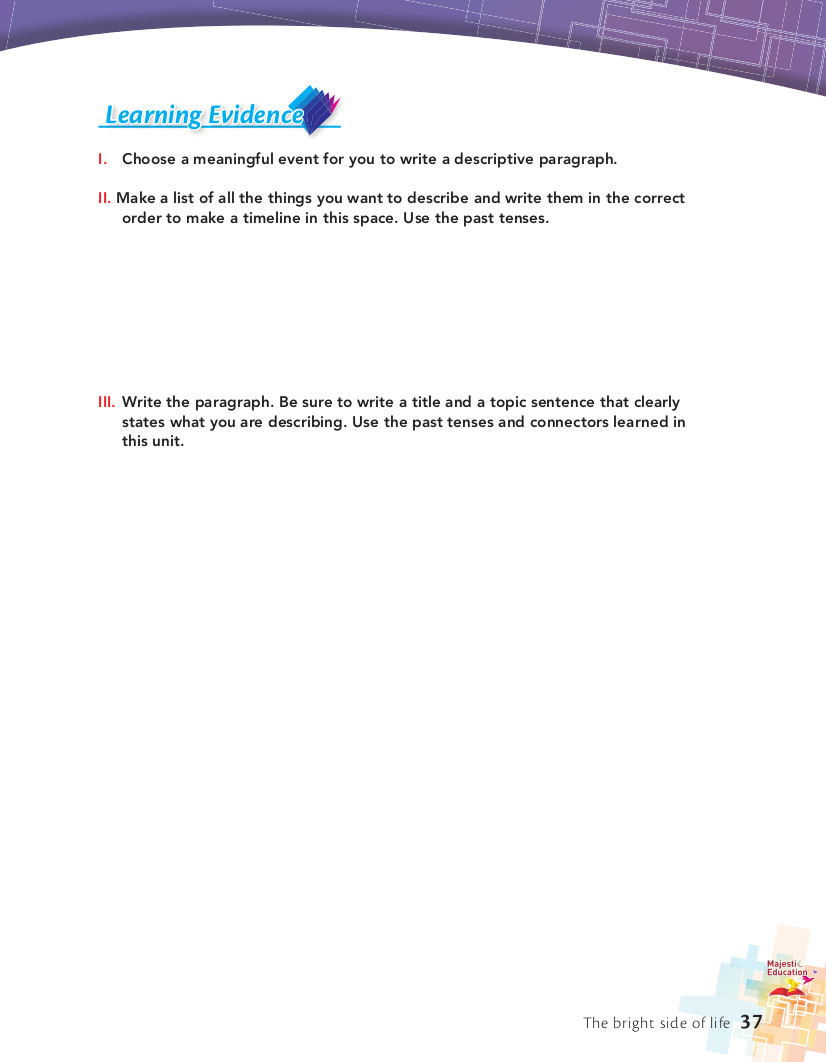 Learning Evidence
I. Choose a meaningful event for you to write a descriptive paragraph.
II. Make a list of all the things you want to describe and write them in the correct
order to make a timeline in this space. Use the past tenses.
III. Write the paragraph. Be sure to write a title and a topic sentence that clearly
states what you are describing. Use the past tenses and connectors learned in
this unit.
Majestic
Education
The bright side of life 37